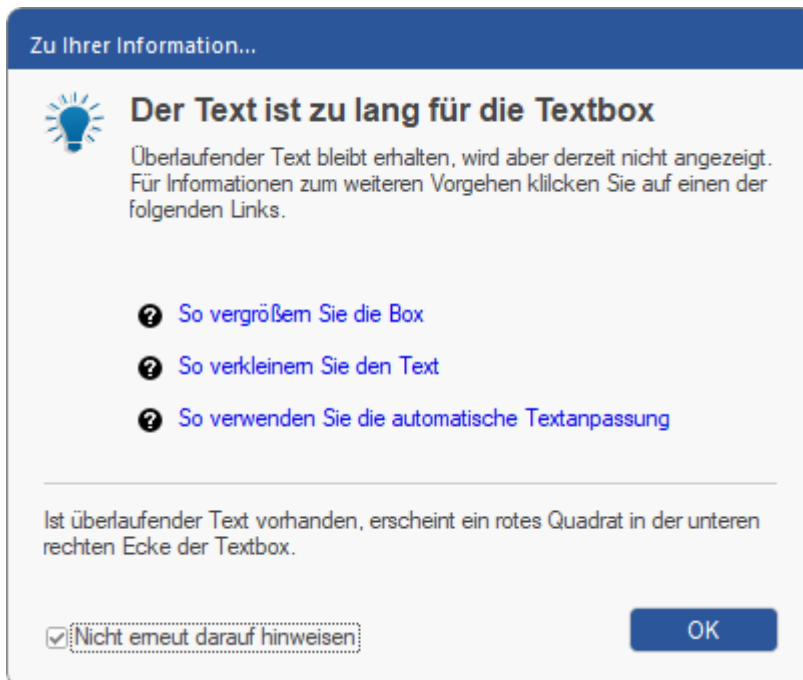 Zu Ihrer Information...
Der Text ist zu lang für die Textbox
Überlaufender Text bleibt erhalten, wird aber derzeit nicht angezeigt.
Für Informationen zum weiteren Vorgehen klilcken Sie auf einen der
folgenden Links.
So vergrößern Sie die Box
So verkleinern Sie den Text
So verwenden Sie die automatische Textanpassung
Ist überlaufender Text vorhanden, erscheint ein rotes Quadrat in der unteren
rechten Ecke der Textbox.
Nicht erneut darauf hinweisen
OK